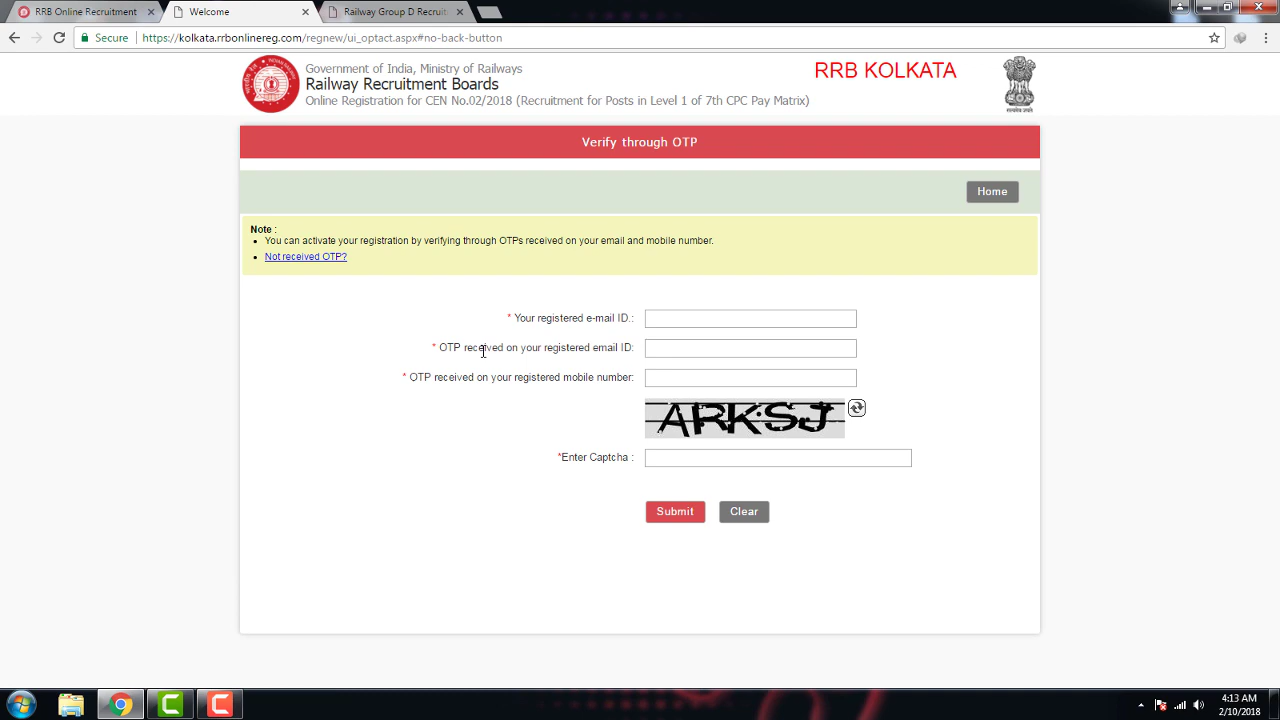 RRB Online Recruitment
Welcome
Railway Group D Recruit
Secure
https://kolkata.rrbonlinereg.com/regnew/ui_optact.aspx#no-back-button
Government of India, Ministry of Railways
Railway Recruitment Boards
Online Registration for CEN No.02/2018 (Recruitment for Posts in Level 1 of 7th CPC Pay Matrix)
RRB KOLKATA
Verify through OTP
Home
Note :
• You can activate your registration by verifying through OTPs received on your email and mobile number.
• Not received OTP?
* Your registered e-mail ID.:
* OTP received on your registered email ID:
* OTP received on your registered mobile number:
ARKSJ
*Enter Captcha :
Submit
Clear
4:13 AM
2/10/2018